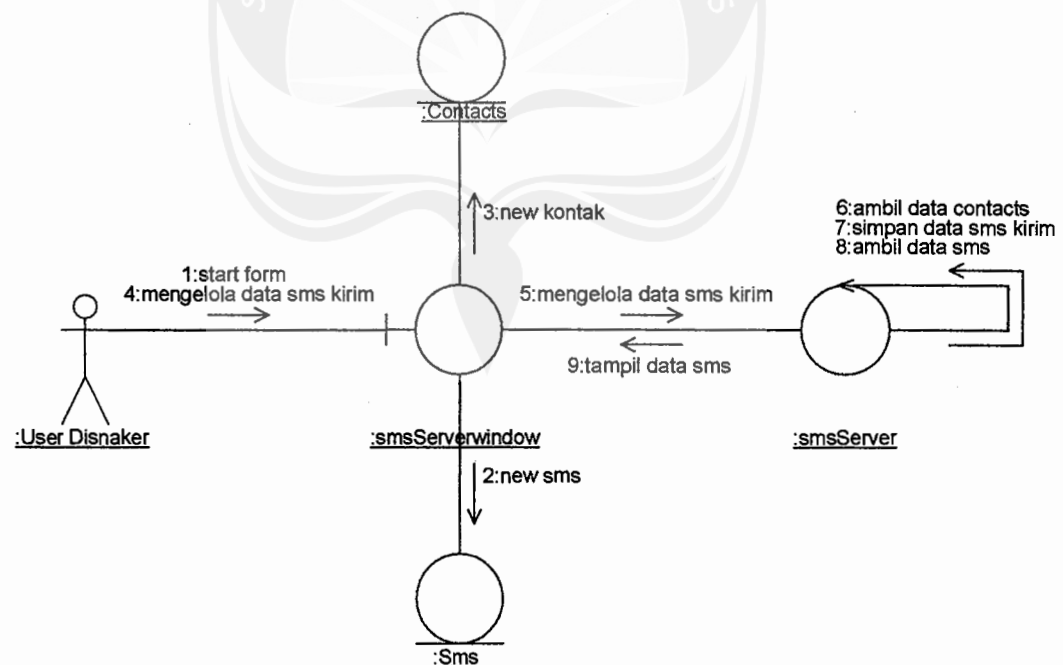 :Contacts
3:new kontak
6:ambil data contacts
7:simpan data sms kirim
8:ambil data sms
1:start form
4:mengelola data sms kirim
5:mengelola data sms kirim
9:tampil data sms
:User Disnaker
:smsServerwindow
:smsServer
2:new sms
:Sms